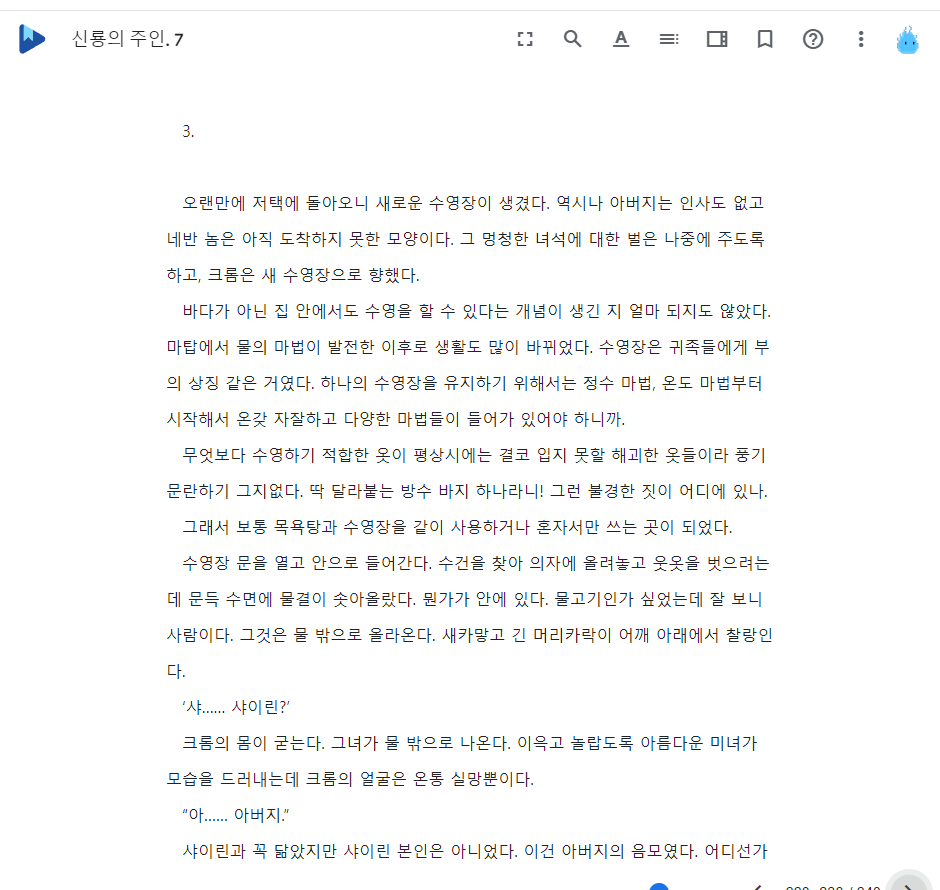 신룡의 주인. 7
3.
오랜만에 저택에 돌아오니 새로운 수영장이 생겼다. 역시나 아버지는 인사도 없고
네반 놈은 아직 도착하지 못한 모양이다. 그 멍청한 녀석에 대한 벌은 나중에 주도록
하고, 크롬은 새 수영장으로 향했다.
바다가 아닌 집 안에서도 수영을 할 수 있다는 개념이 생긴 지 얼마 되지도 않았다.
마탑에서 물의 마법이 발전한 이후로 생활도 많이 바뀌었다. 수영장은 귀족들에게 부
의 상징 같은 거였다. 하나의 수영장을 유지하기 위해서는 정수 마법, 온도 마법부터
시작해서 온갖 자잘하고 다양한 마법들이 들어가 있어야 하니까.
무엇보다 수영하기 적합한 옷이 평상시에는 결코 입지 못할 해괴한 옷들이라 풍기
문란하기 그지없다. 딱 달라붙는 방수 바지 하나라니! 그런 불경한 짓이 어디에 있나.
그래서 보통 목욕탕과 수영장을 같이 사용하거나 혼자서만 쓰는 곳이 되었다.
수영장 문을 열고 안으로 들어간다. 수건을 찾아 의자에 올려놓고 웃옷을 벗으려는
데 문득 수면에 물결이 솟아올랐다. 뭔가가 안에 있다. 물고기인가 싶었는데 잘 보니
사람이다. 그것은 물 밖으로 올라온다. 새카맣고 긴 머리카락이 어깨 아래에서 찰랑인
다.
‘샤...... 샤이린?’
크롬의 몸이 굳는다. 그녀가 물 밖으로 나온다. 이윽고 놀랍도록 아름다운 미녀가
모습을 드러내는데 크롬의 얼굴은 온통 실망뿐이다.
“아...... 아버지.”
샤이린과 꼭 닮았지만 샤이린 본인은 아니었다. 이건 아버지의 음모였다. 어디선가